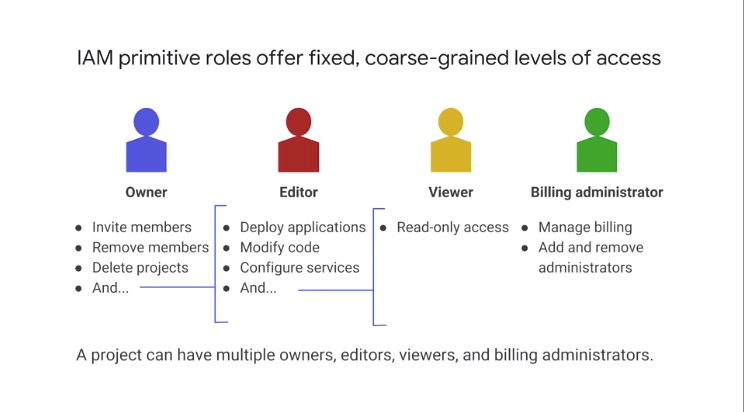 IAM primitive roles offer fixed, coarse-grained levels of access
Owner
● Invite members
● Remove members
● Delete projects
● And...
Editor
● Deploy applications
● Modify code
● Configure services
● And...
Viewer
● Read-only access
Billing administrator
● Manage billing
● Add and remove
administrators
A project can have multiple owners, editors, viewers, and billing administrators.